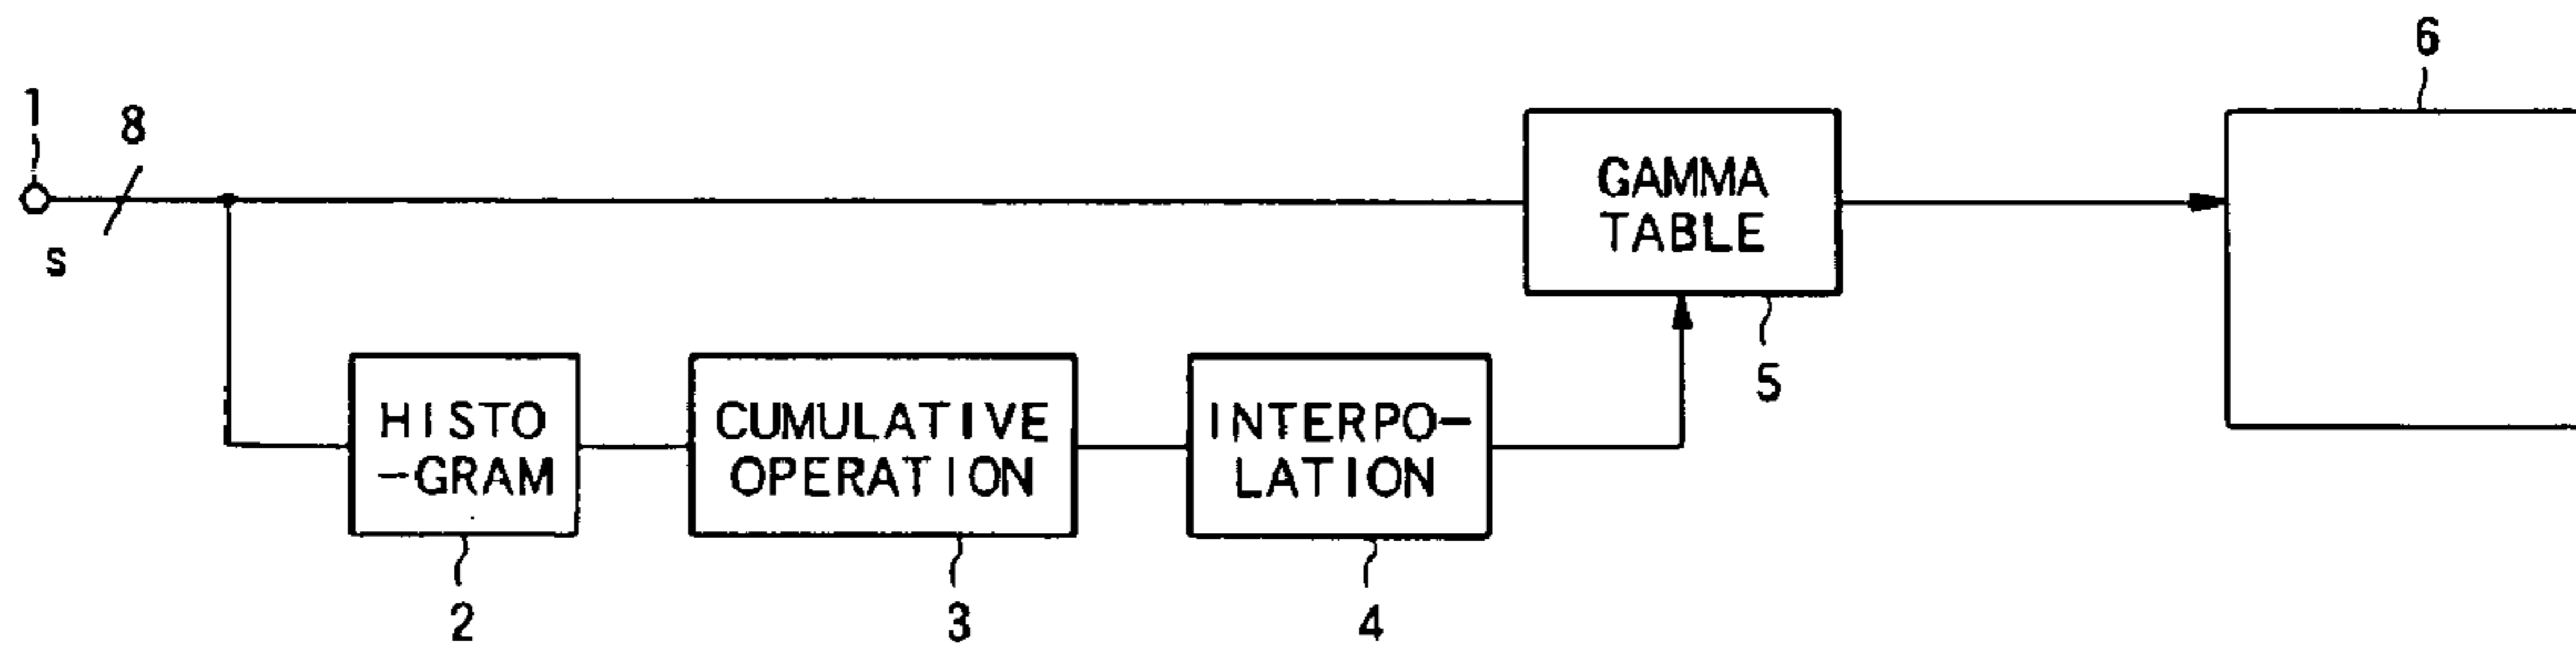 6
1
8
GAMMA
TABLE
s
5
HISTO
-GRAM
CUMULATIVE
OPERATION
INTERPO-
LATION
2
3
4